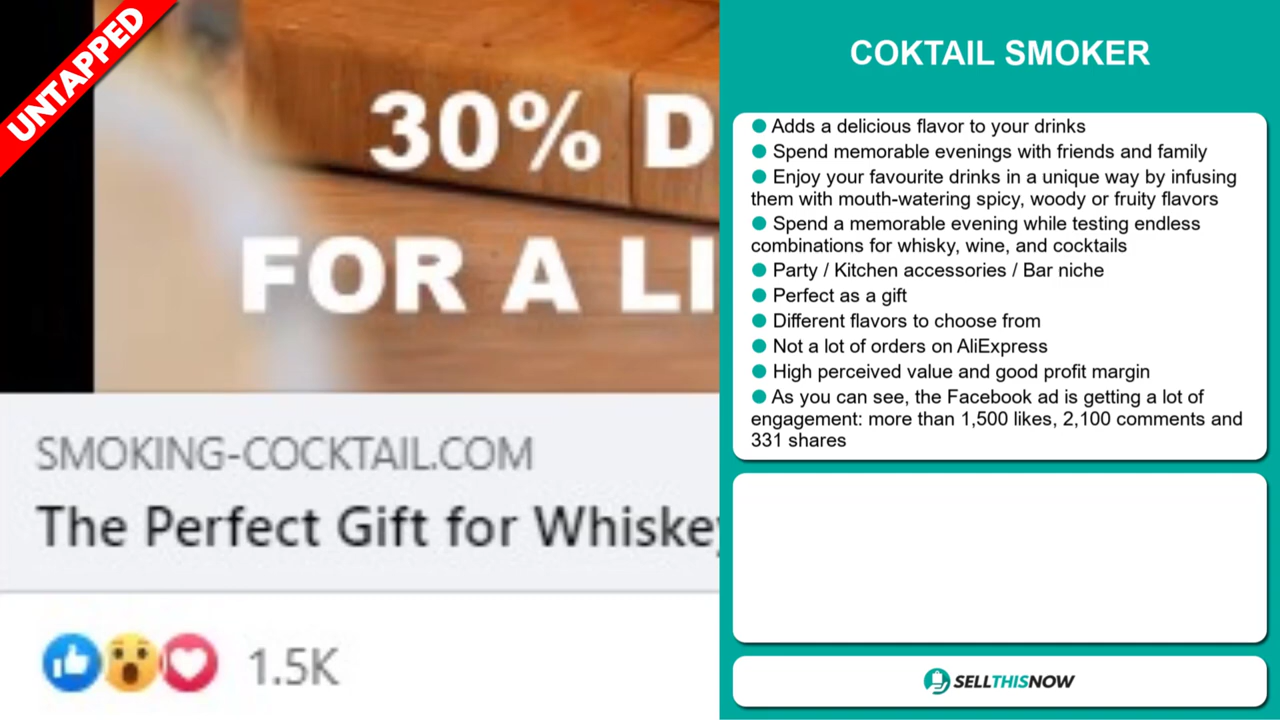 UNTAPPED
30% D
FOR A LI
SMOKING-COCKTAIL.COM
The Perfect Gift for Whiskey
1.5K
COKTAIL SMOKER
● Adds a delicious flavor to your drinks
● Spend memorable evenings with friends and family
● Enjoy your favourite drinks in a unique way by infusing
them with mouth-watering spicy, woody or fruity flavors
● Spend a memorable evening while testing endless
combinations for whisky, wine, and cocktails
● Party / Kitchen accessories / Bar niche
● Perfect as a gift
● Different flavors to choose from
● Not a lot of orders on AliExpress
● High perceived value and good profit margin
● As you can see, the Facebook ad is getting a lot of
engagement: more than 1,500 likes, 2,100 comments and
331 shares
SELLTHISNOW